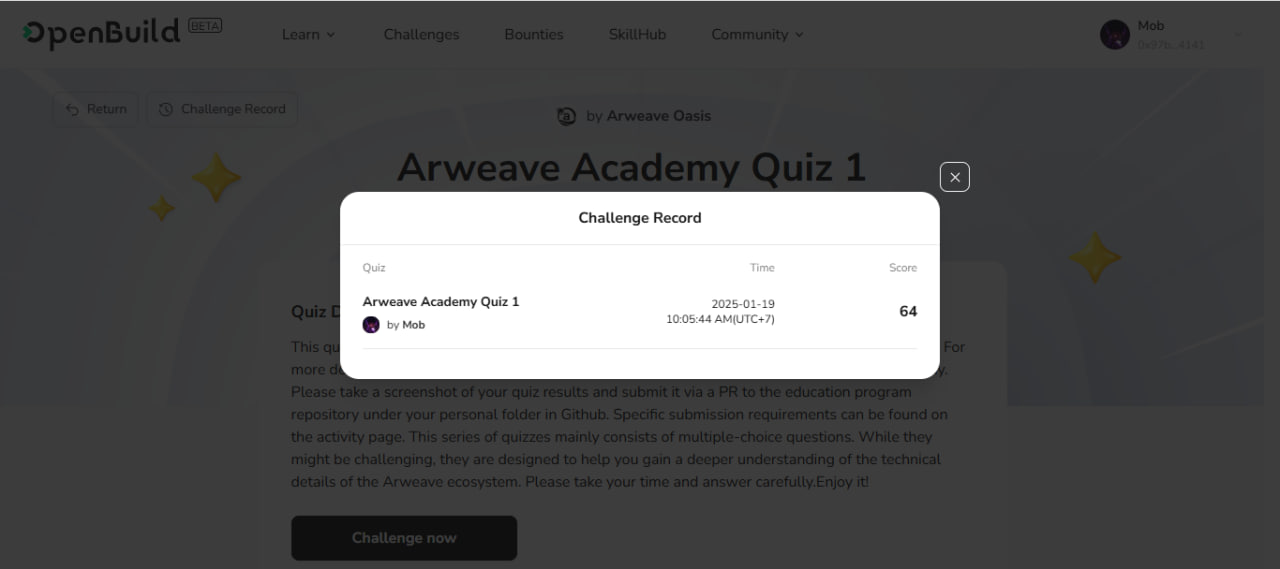 OpenBuild BETA
Learn Challenges Bounties SkillHub Community
Mob
0x97b...4141
Return Challenge Record
by Arweave Oasis
Arweave Academy Quiz 1
Challenge Record
Quiz Time Score
Arweave Academy Quiz 1
by Mob
2025-01-19
10:05:44 AM(UTC+7)
64
Quiz D
This qu For
more de y.
Please take a screenshot of your quiz results and submit it via a PR to the education program
repository under your personal folder in Github. Specific submission requirements can be found on
the activity page. This series of quizzes mainly consists of multiple-choice questions. While they
might be challenging, they are designed to help you gain a deeper understanding of the technical
details of the Arweave ecosystem. Please take your time and answer carefully.Enjoy it!
Challenge now